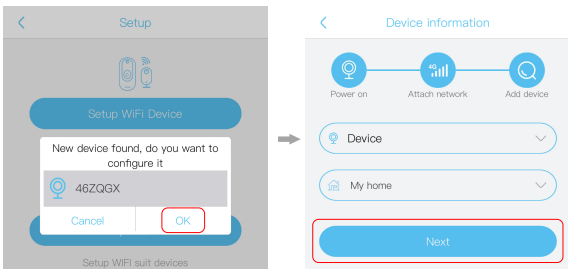 Setup
Setup WiFi Device
New device found, do you want to
configure it
46ZQGX
Cancel
OK
Setup WIFI suit devices
Device information
4G
Power on
Attach network
Add device
Device
My home
Next